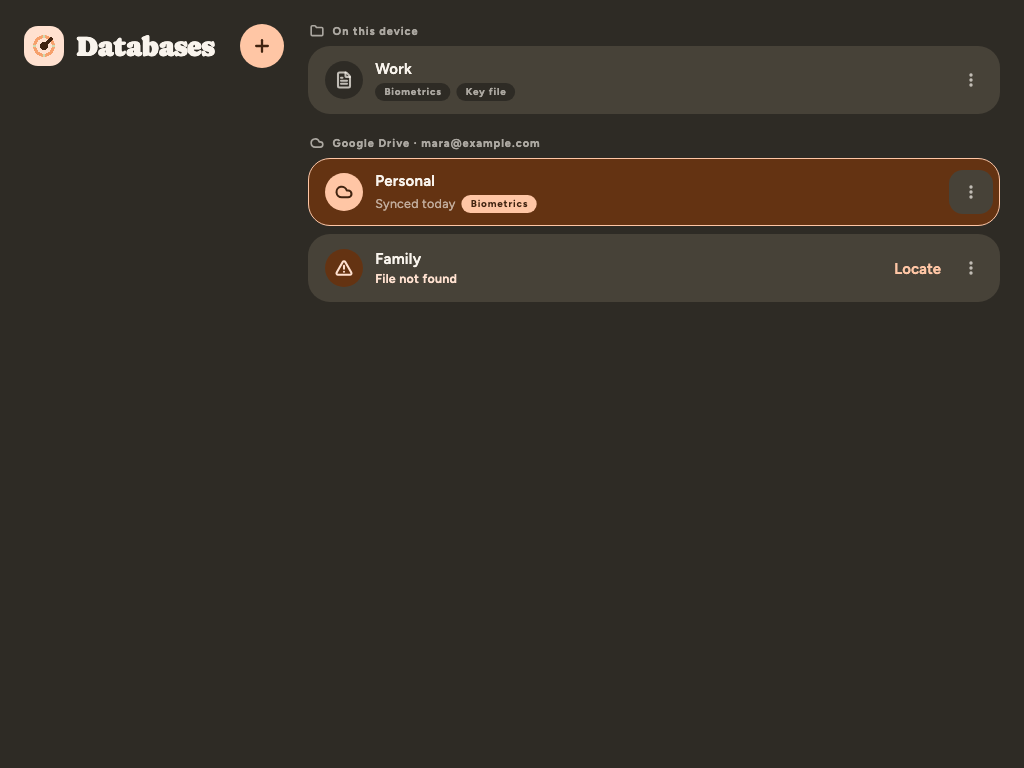 Databases
On this device
Work
Biometrics Key file
Google Drive · mara@example.com
Personal
Synced today Biometrics
Family
File not found
Locate